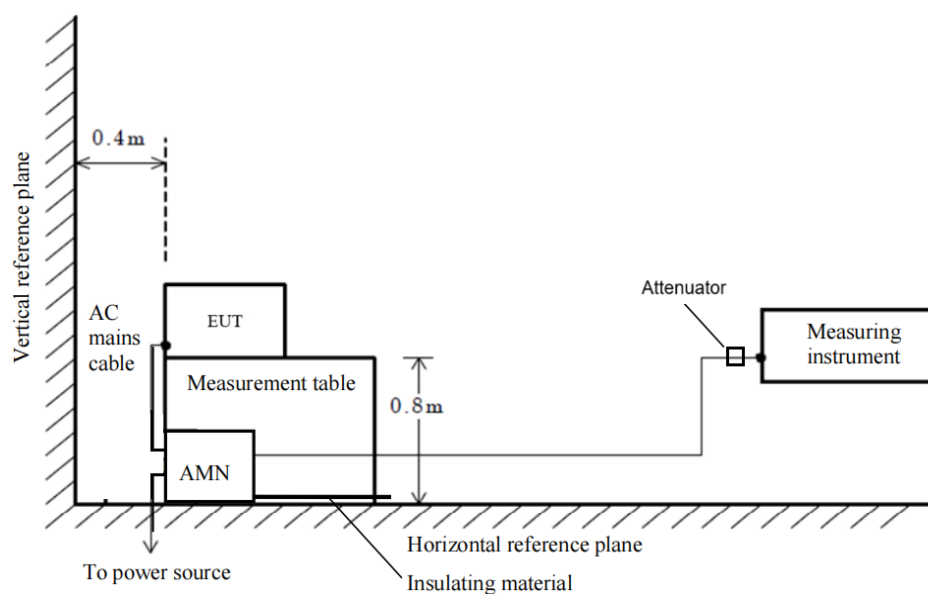 0.4m
Vertical reference plane
AC
mains
cable
EUT
Measurement table
0.8m
AMN
Attenuator
Measuring
instrument
Horizontal reference plane
To power source
Insulating material